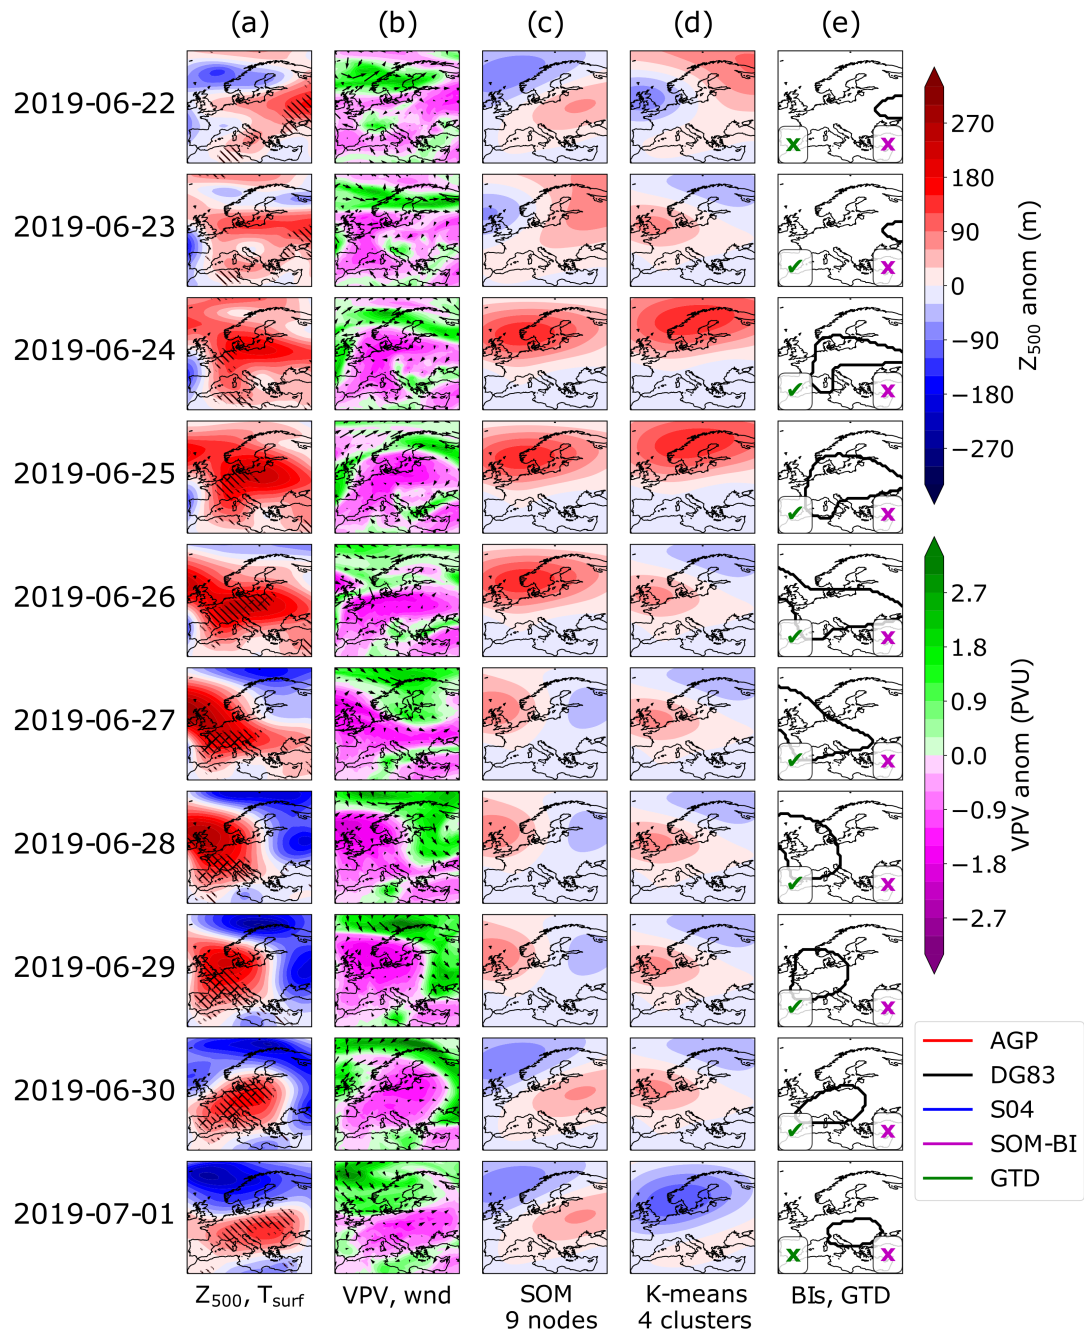 (a) (b) (c) (d) (e)
2019-06-22
2019-06-23
2019-06-24
2019-06-25
2019-06-26
2019-06-27
2019-06-28
2019-06-29
2019-06-30
2019-07-01
Z500, Tsurf
VPV, wnd
SOM
9 nodes
K-means
4 clusters
BIs, GTD
270
180
90
0
−90
−180
−270
Z500 anom (m)
2.7
1.8
0.9
0.0
−0.9
−1.8
−2.7
VPV anom (PVU)
AGP
DG83
S04
SOM-BI
GTD